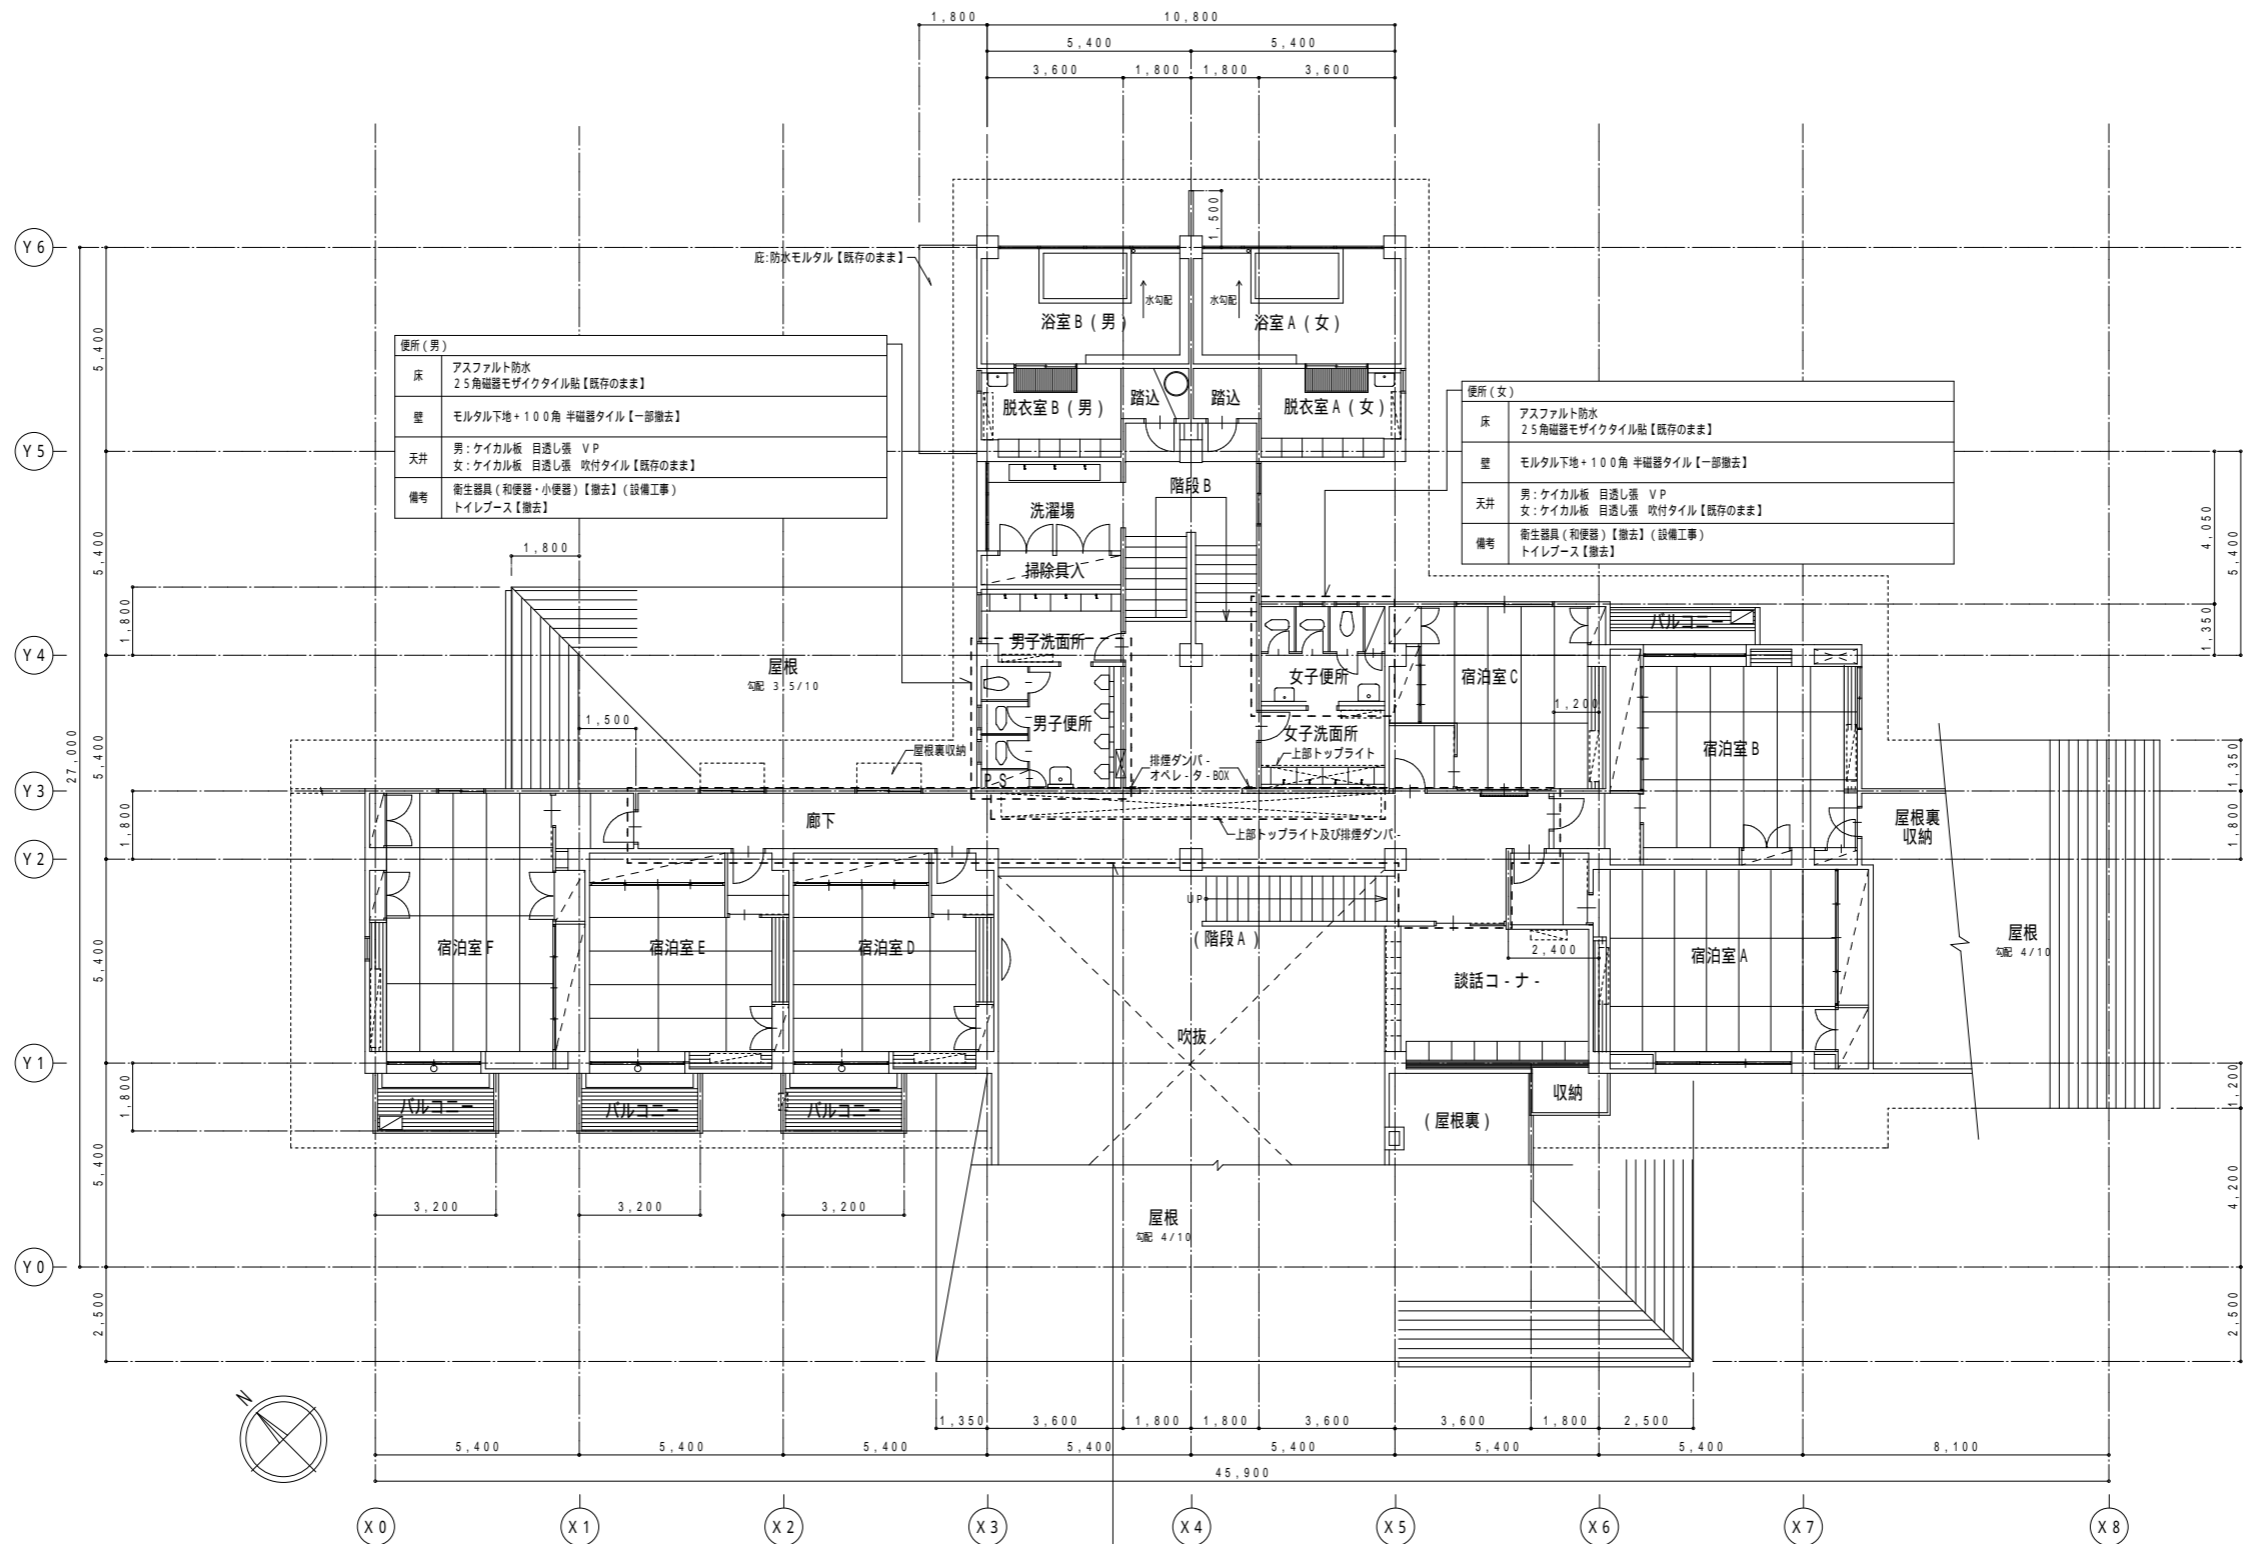 1,800
10,800
5,400
5,400
3,600
1,800
1,800
3,600
1,500
Y6
庇:防水モルタル【既存のまま】
水勾配
水勾配
浴室B(男)
浴室A(女)
便所(男)
床
アスファルト防水
25角磁器モザイクタイル貼【既存のまま】
壁
モルタル下地+100角 半磁器タイル【一部撤去】
天井
男:ケイカル板 目透し張 VP
女:ケイカル板 目透し張 吹付タイル【既存のまま】
備考
衛生器具(和便器・小便器)【撤去】(設備工事)
トイレブース【撤去】
便所(女)
床
アスファルト防水
25角磁器モザイクタイル貼【既存のまま】
壁
モルタル下地+100角 半磁器タイル【一部撤去】
天井
男:ケイカル板 目透し張 VP
女:ケイカル板 目透し張 吹付タイル【既存のまま】
備考
衛生器具(和便器)【撤去】(設備工事)
トイレブース【撤去】
5,400
脱衣室B(男)
踏込
踏込
脱衣室A(女)
Y5
階段B
洗濯場
掃除具入
5,400
1,800
1,800
4,050
5,400
1,350
バルコニー
Y4
男子洗面所
屋根
勾配 3.5/10
女子便所
宿泊室C
1,200
1,500
男子便所
女子洗面所
上部トップライト
宿泊室B
27,000
5,400
屋根裏収納
排煙ダンパ-
オペレ-タ-BOX
PS
1,350
Y3
1,800
廊下
上部トップライト及び排煙ダンパ-
屋根裏
収納
1,800
Y2
UP
(階段A)
5,400
宿泊室F
宿泊室E
宿泊室D
2,400
談話コ-ナ-
宿泊室A
屋根
勾配 4/10
吹抜
Y1
1,800
バルコニー
バルコニー
バルコニー
収納
(屋根裏)
1,200
5,400
3,200
3,200
3,200
屋根
勾配 4/10
4,200
Y0
2,500
2,500
N
1,350
3,600
1,800
1,800
3,600
3,600
1,800
2,500
5,400
5,400
5,400
5,400
5,400
5,400
5,400
8,100
45,900
X0
X1
X2
X3
X4
X5
X6
X7
X8